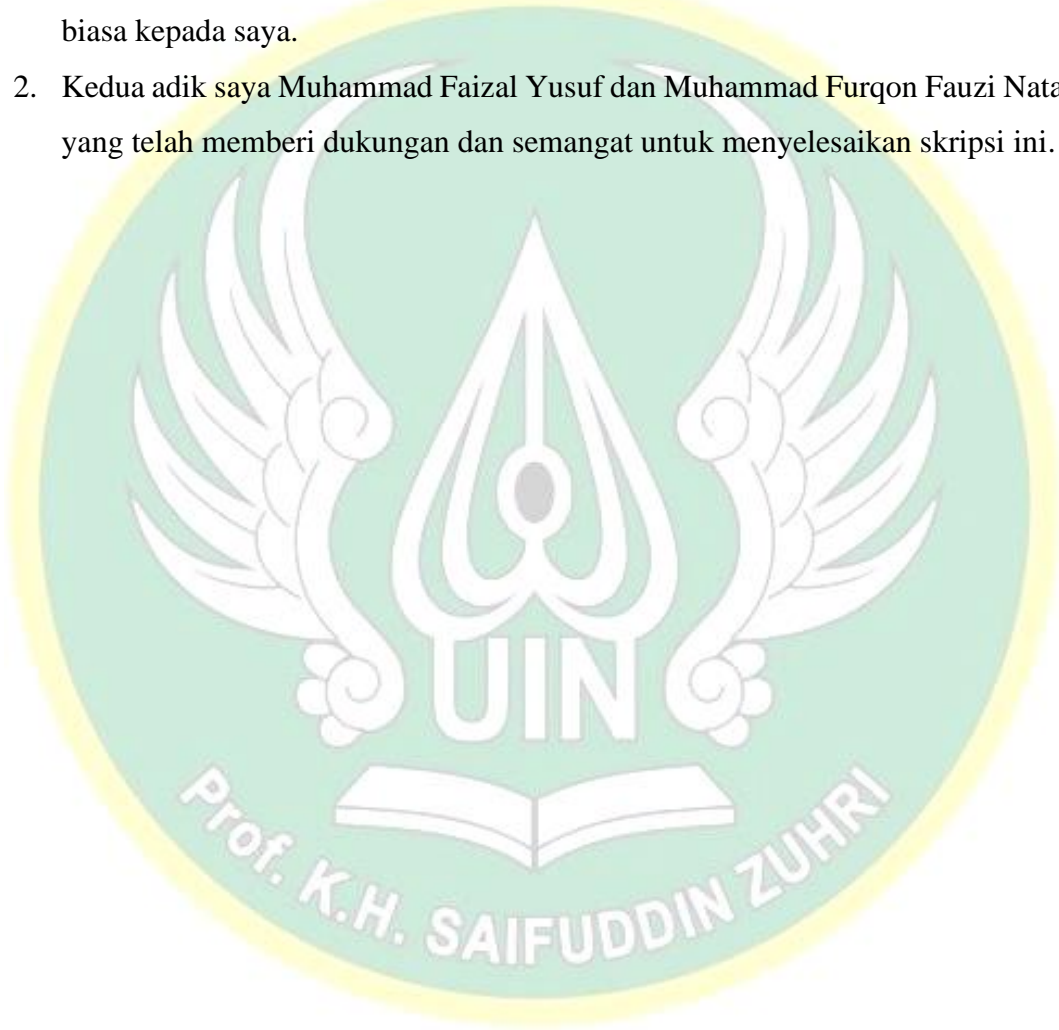 biasa kepada saya.
2. Kedua adik saya Muhammad Faizal Yusuf dan Muhammad Furqon Fauzi Nata
yang telah memberi dukungan dan semangat untuk menyelesaikan skripsi ini.
UIN
Prof. K.H. SAIFUDDIN ZUHRI